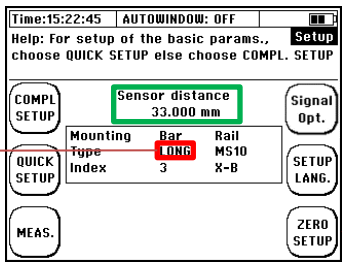 Time:15:22:45 AUTOWINDOW: OFF
Help: For setup of the basic params., Setup
choose QUICK SETUP else choose COMPL. SETUP
COMPL SETUP
Sensor distance
33.000 mm
Signal Opt.
Mounting Bar Rail
Type LONG MS10
Index 3 X-B
QUICK SETUP
SETUP LANG.
MEAS.
ZERO SETUP